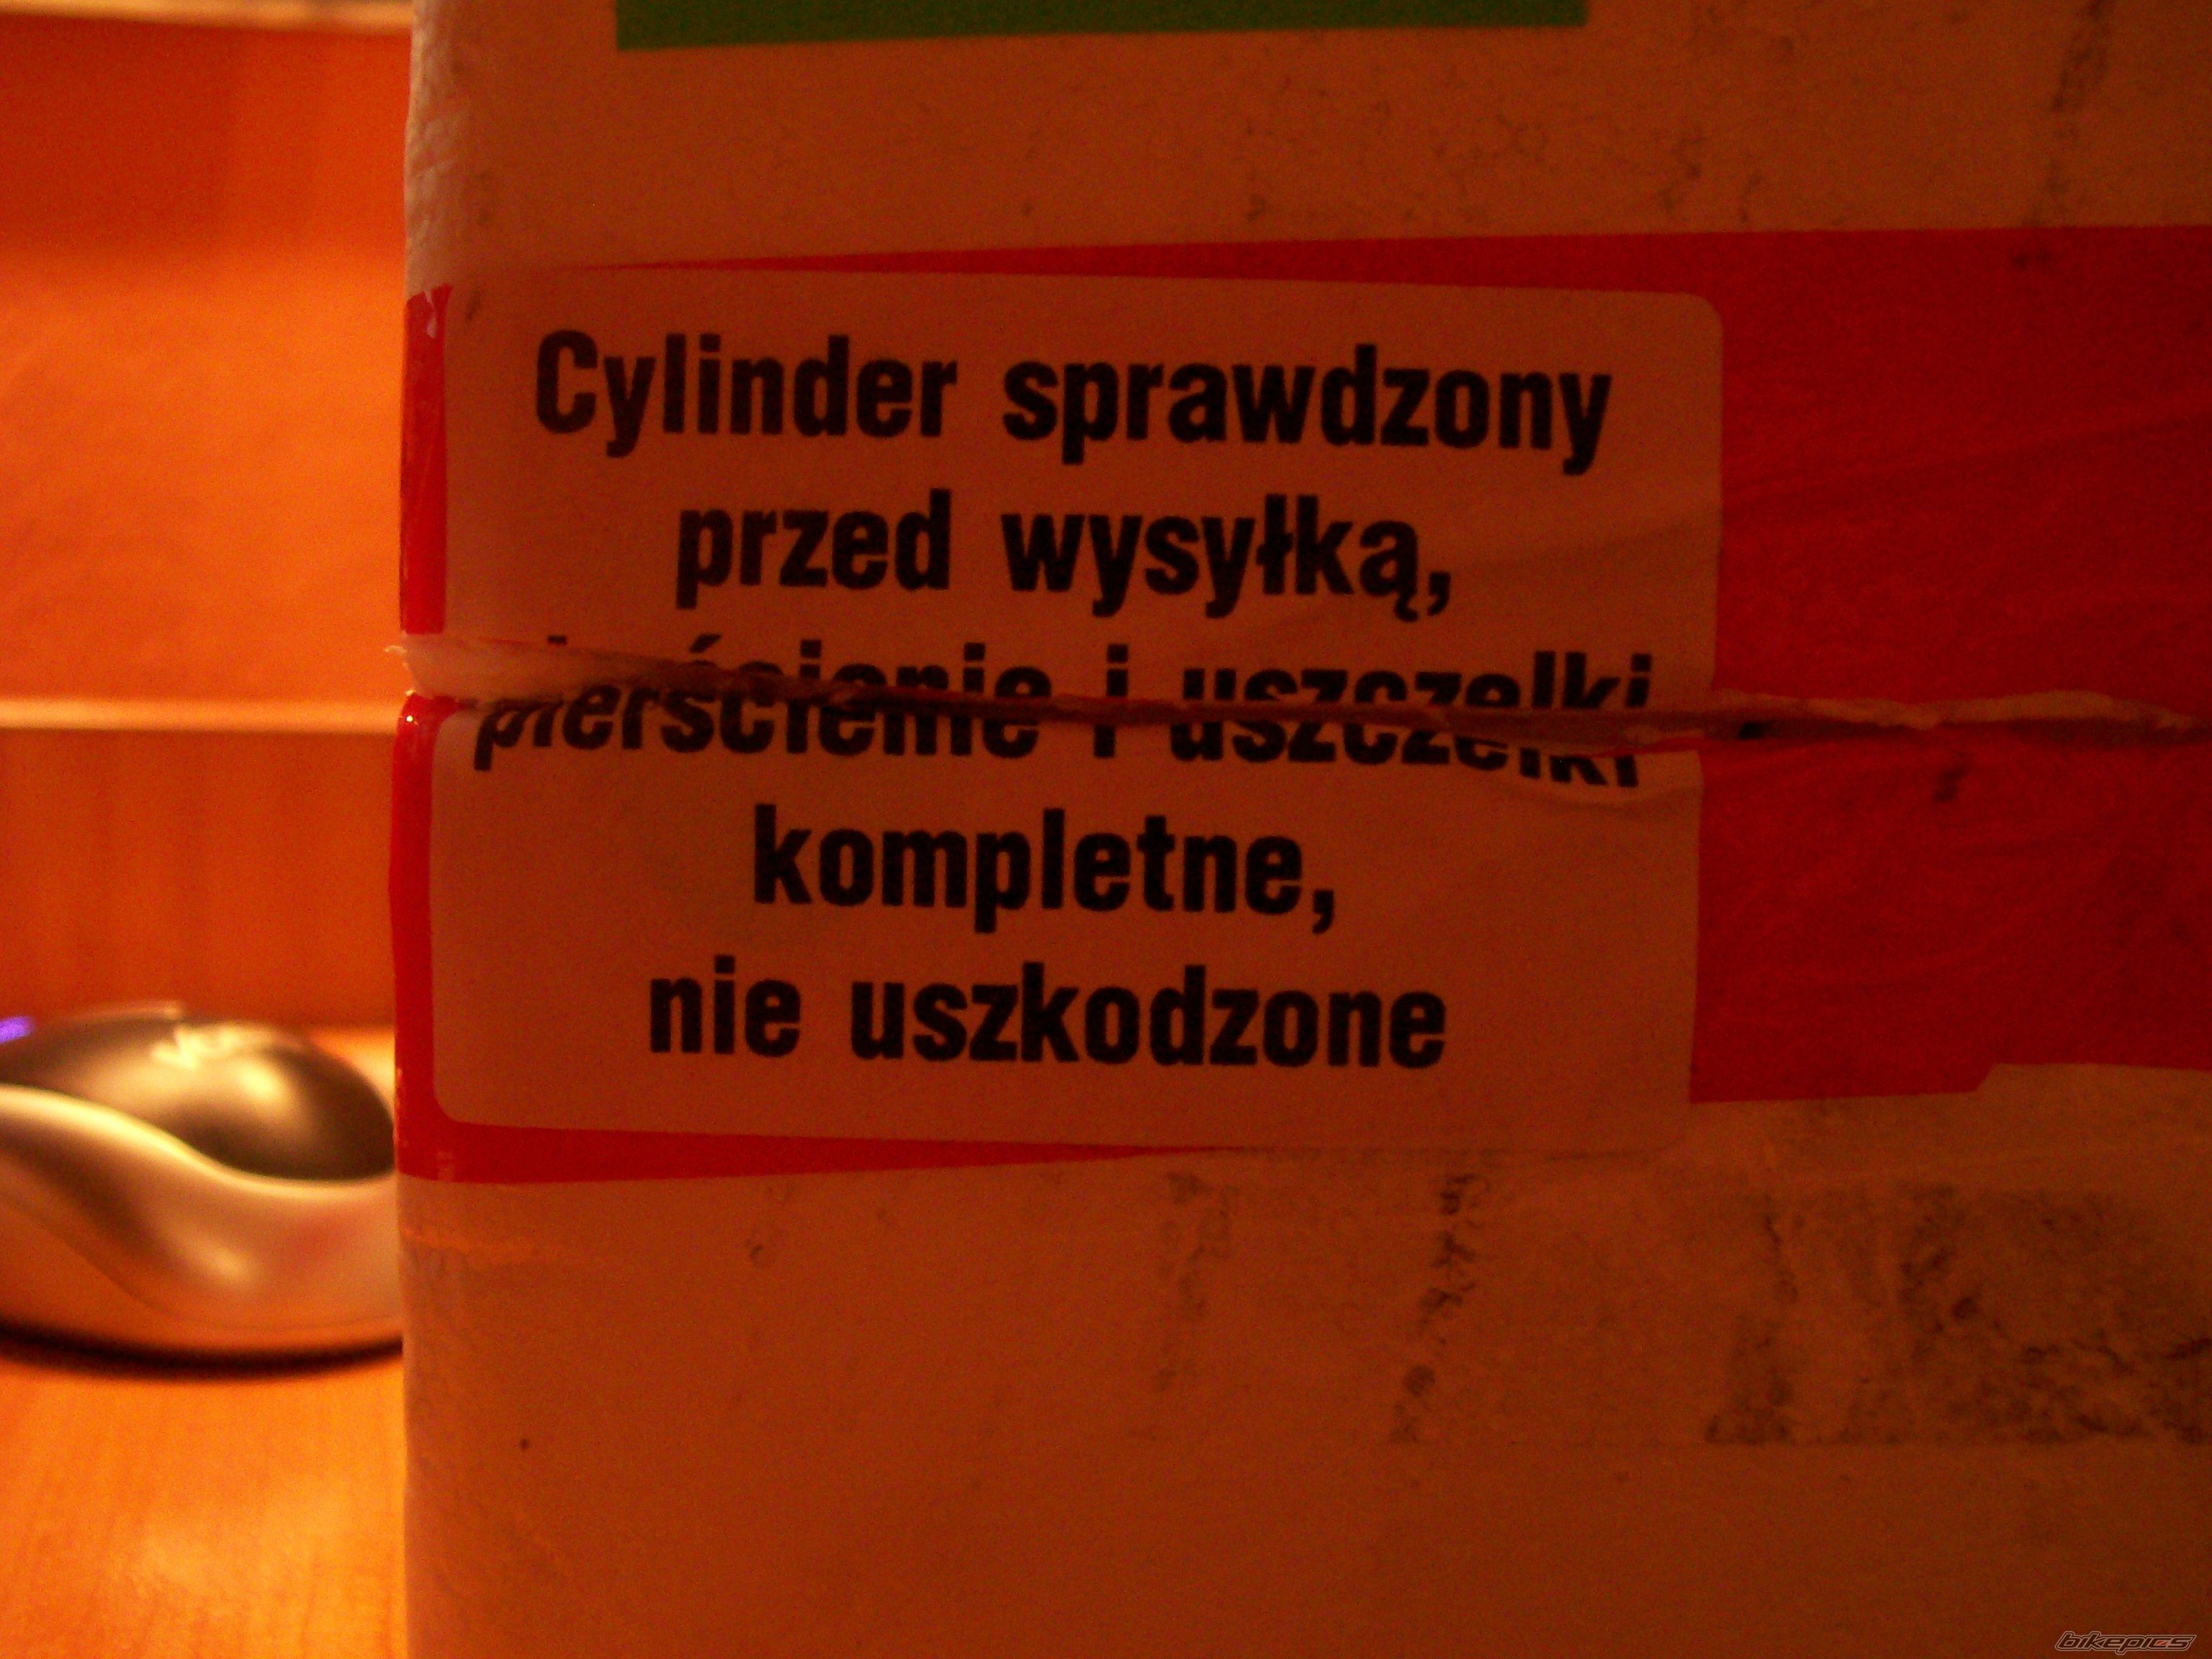 Cylinder sprawdzony
przed wysyłką,
pierścienie i uszczelki
kompletne,
nie uszkodzone
bikepics